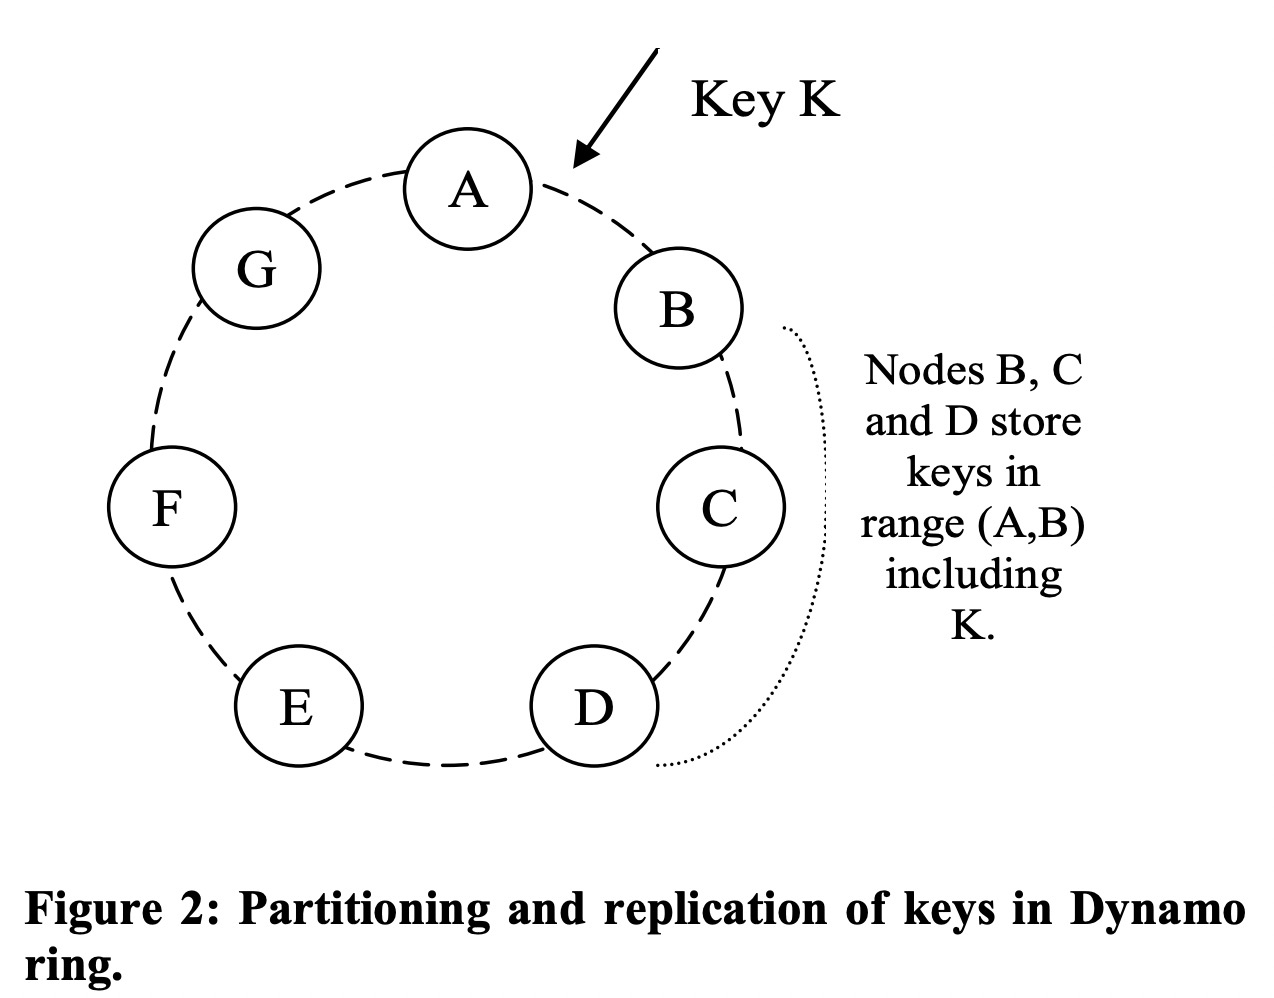 Key K
A
G
B
Nodes B, C
and D store
keys in
range (A,B)
including
K.
F
C
E
D
Figure 2: Partitioning and replication of keys in Dynamo
ring.